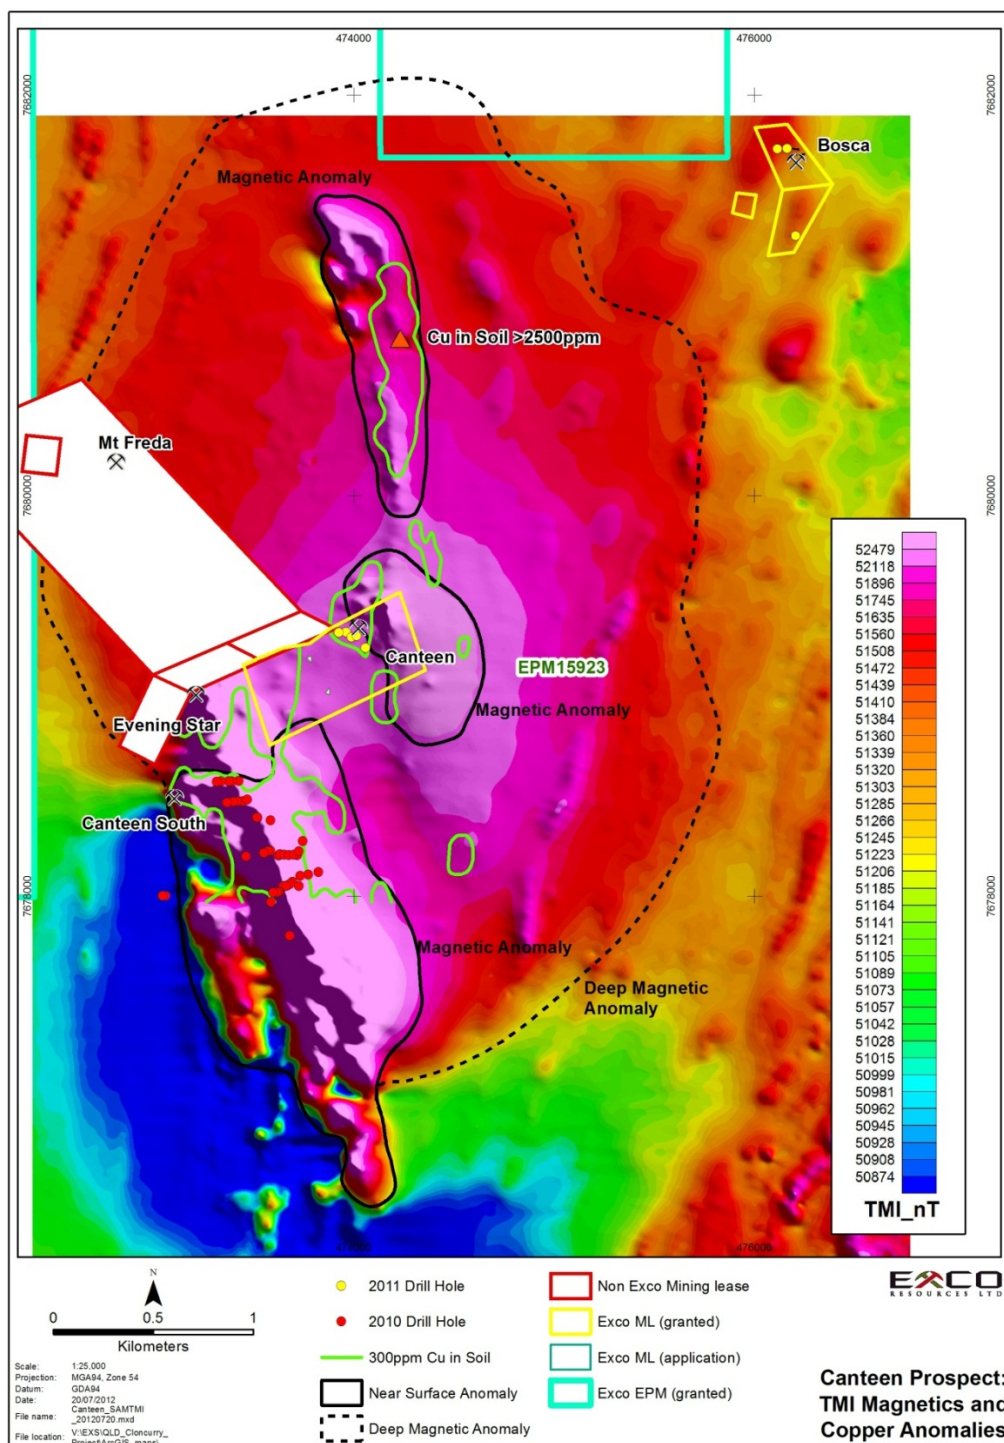 474000
476000
7682000
7682000
Bosca
Magnetic Anomaly
Cu in Soil >2500ppm
Mt Freda
7680000
7680000
Canteen
EPM15923
Magnetic Anomaly
Evening Star
Canteen South
7678000
7678000
Magnetic Anomaly
Deep Magnetic
Anomaly
52479
52118
51896
51745
51635
51560
51508
51472
51439
51410
51384
51360
51339
51320
51303
51285
51266
51245
51223
51206
51185
51164
51141
51121
51105
51089
51073
51057
51042
51028
51015
50999
50981
50962
50945
50928
50908
50874
TMI_nT
474000
476000
N
0 0.5 1
Kilometers
Scale: 1:25,000
Projection: MGA94, Zone 54
Datum: GDA94
Date: 20/07/2012
File name: Canteen_SAMTMI
_20120720.mxd
File location: V:\EXS\QLD_Cloncurry_
Project\ArcGIS_maps\
2011 Drill Hole
2010 Drill Hole
300ppm Cu in Soil
Near Surface Anomaly
Deep Magnetic Anomaly
Non Exco Mining lease
Exco ML (granted)
Exco ML (application)
Exco EPM (granted)
EXCO
RESOURCES LTD
Canteen Prospect:
TMI Magnetics and
Copper Anomalies